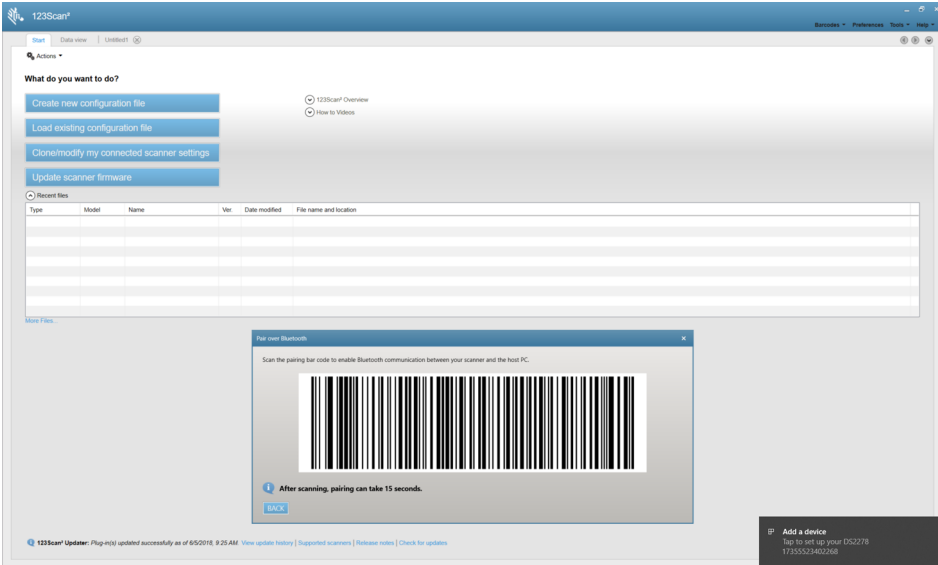 123Scan²
Barcodes Preferences Tools Help
Start Data view Untitled1
Actions
What do you want to do?
Create new configuration file
123Scan² Overview
How to Videos
Load existing configuration file
Clone/modify my connected scanner settings
Update scanner firmware
Recent files
Type Model Name Ver. Date modified File name and location
More Files...
Pair over Bluetooth
Scan the pairing bar code to enable Bluetooth communication between your scanner and the host PC.
After scanning, pairing can take 15 seconds.
BACK
123Scan² Updater: Plug-in(s) updated successfully as of 6/5/2018, 9:25 AM. View update history | Supported scanners | Release notes | Check for updates
Add a device
Tap to set up your DS2278
17355523402268